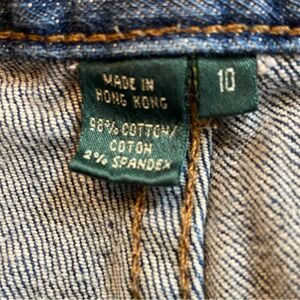 MADE IN
HONG KONG
98% COTTON/
COTON
2% SPANDEX
10